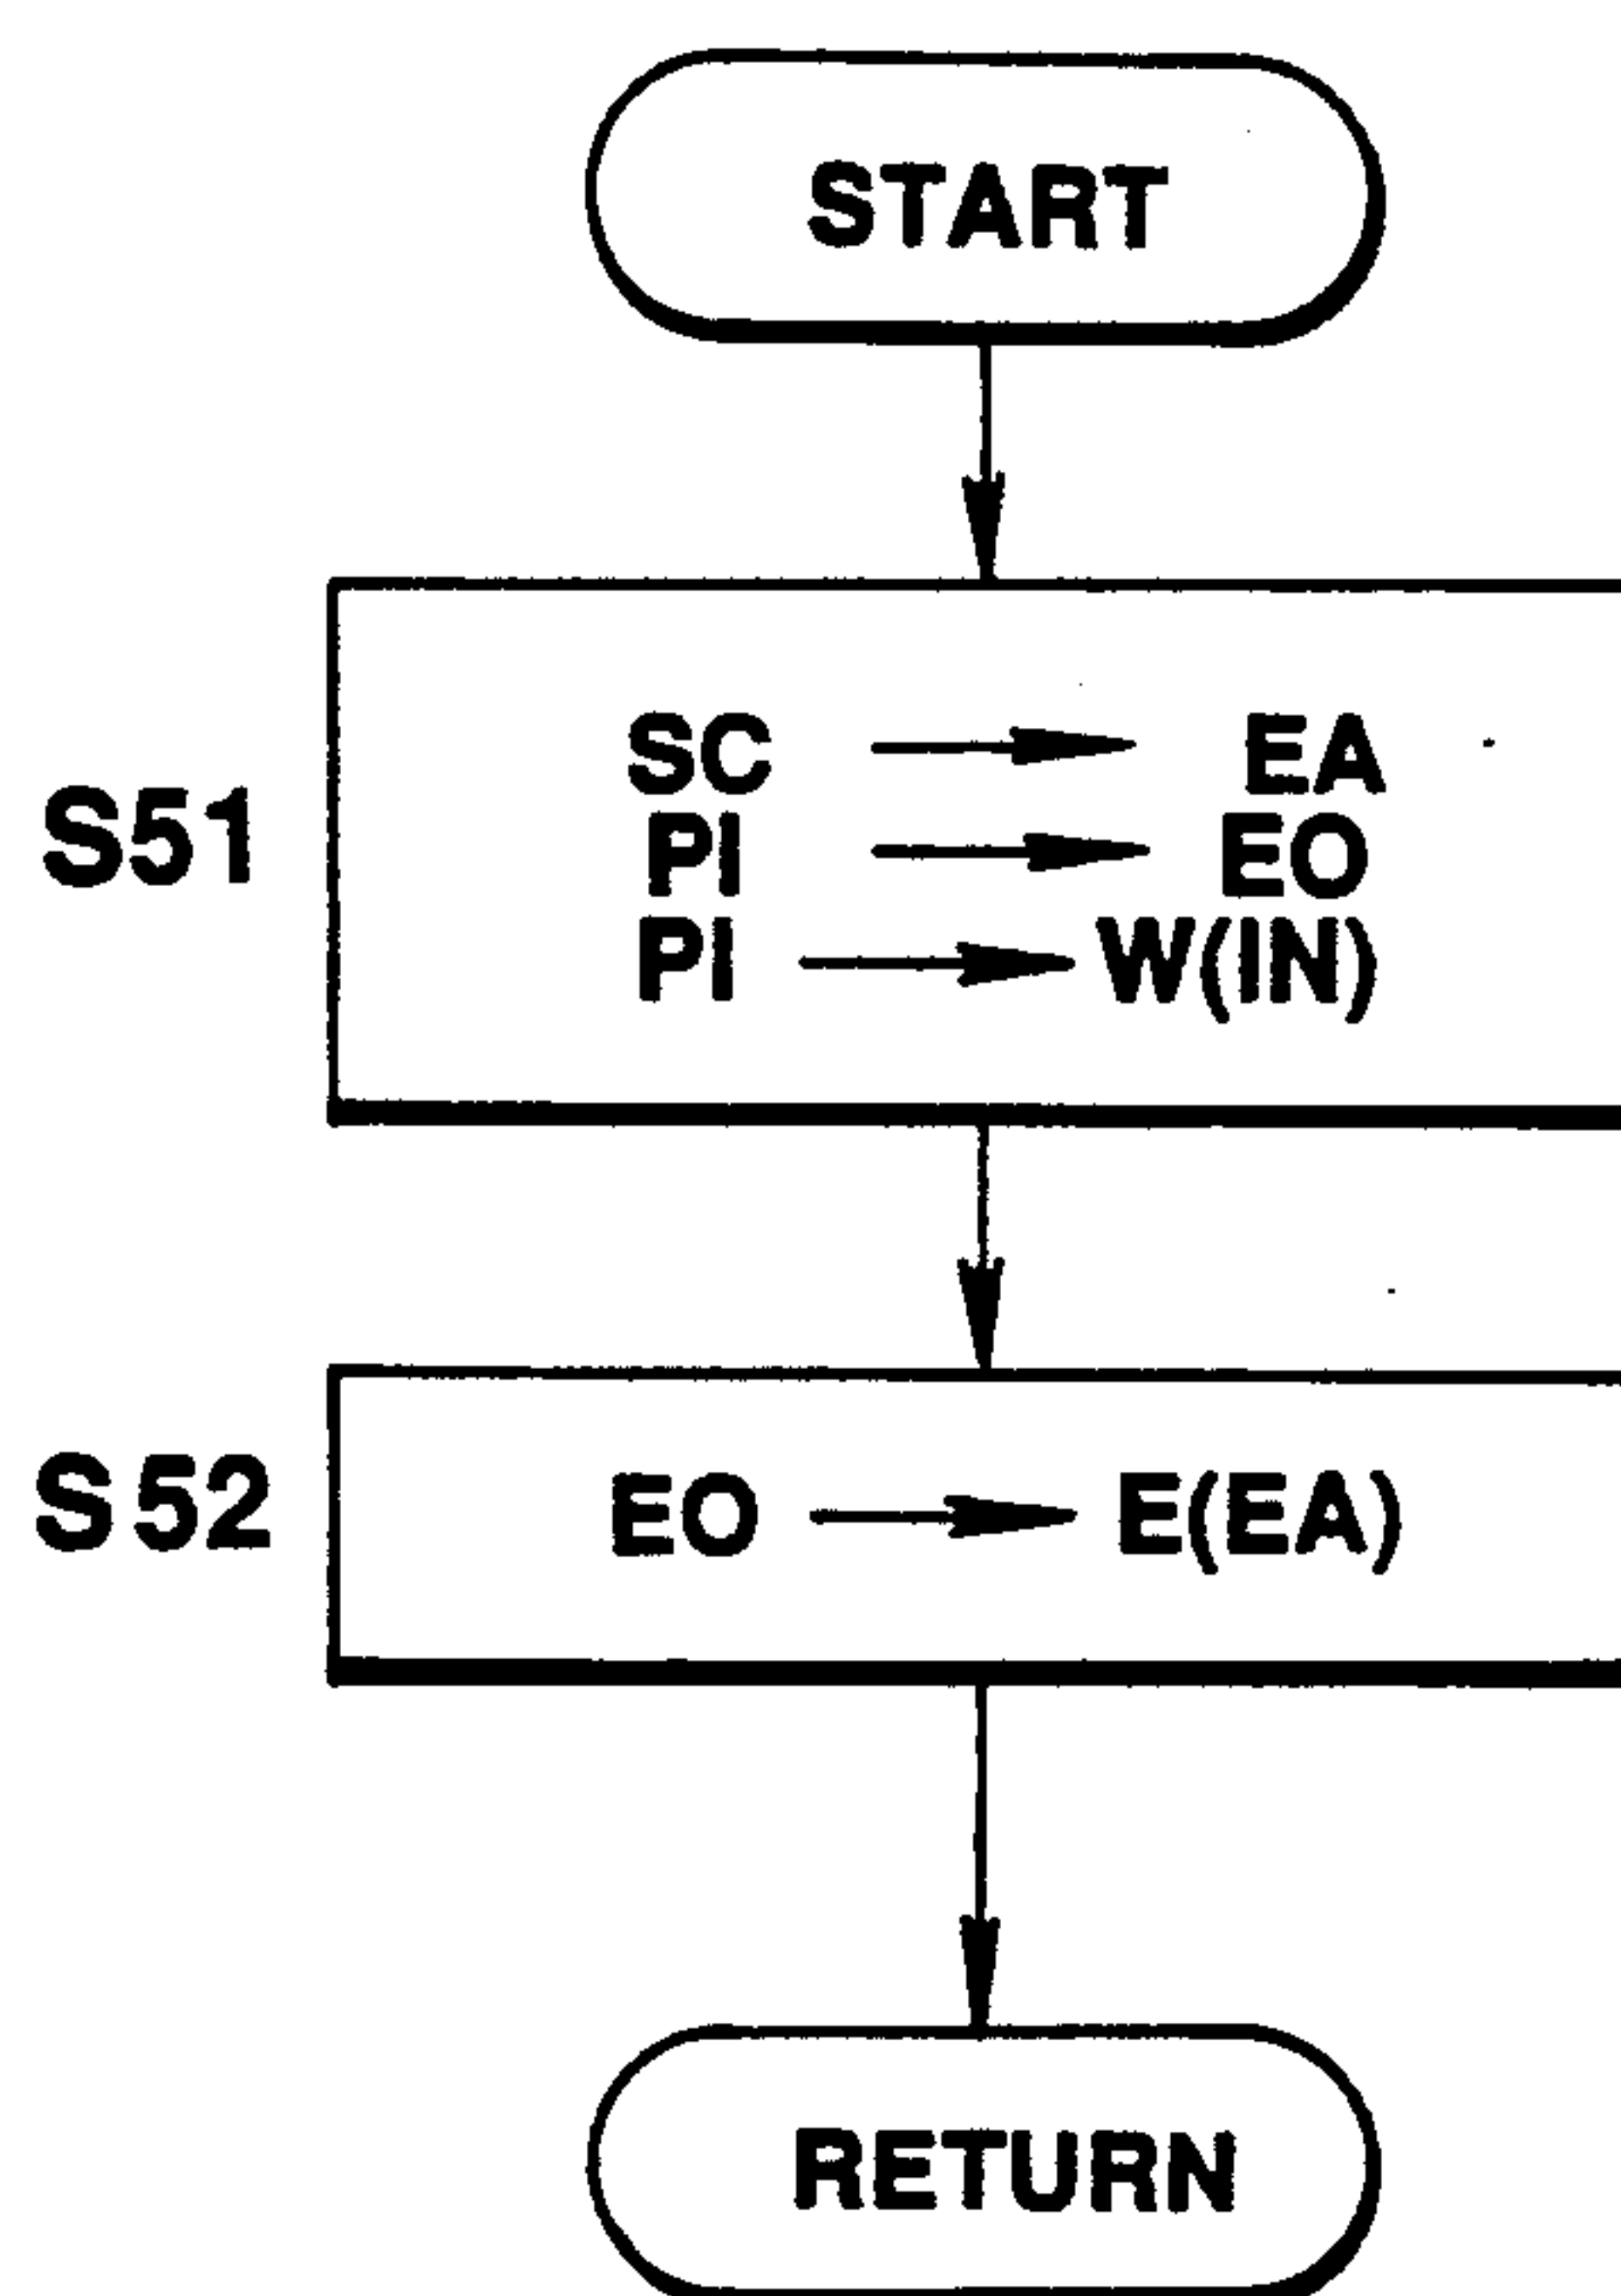 START
S51
SC → EA
PI → EO
PI → W(IN)
S52
EO → E(EA)
RETURN